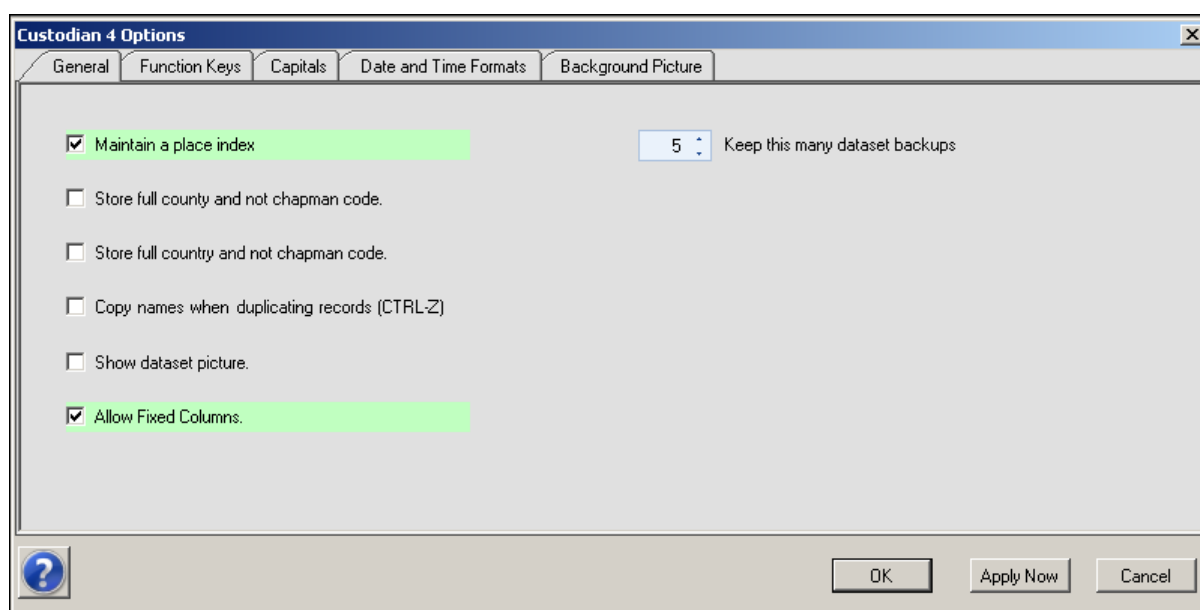 Custodian 4 Options
General Function Keys Capitals Date and Time Formats Background Picture
Maintain a place index 5 Keep this many dataset backups
Store full county and not chapman code.
Store full country and not chapman code.
Copy names when duplicating records (CTRL-Z)
Show dataset picture.
Allow Fixed Columns.
? OK Apply Now Cancel